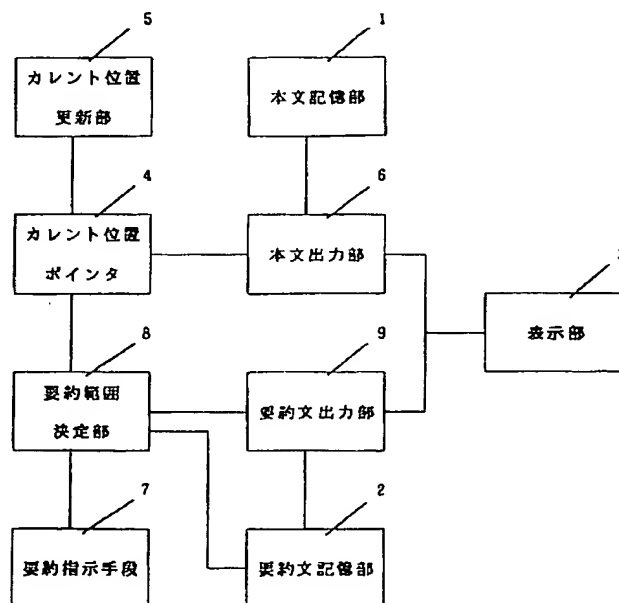 5
カレント位置
更新部
1
本文記憶部
4
カレント位置
ポインタ
6
本文出力部
表示部
8
要約範囲
決定部
9
要約文出力部
7
要約指示手段
2
要約文記憶部